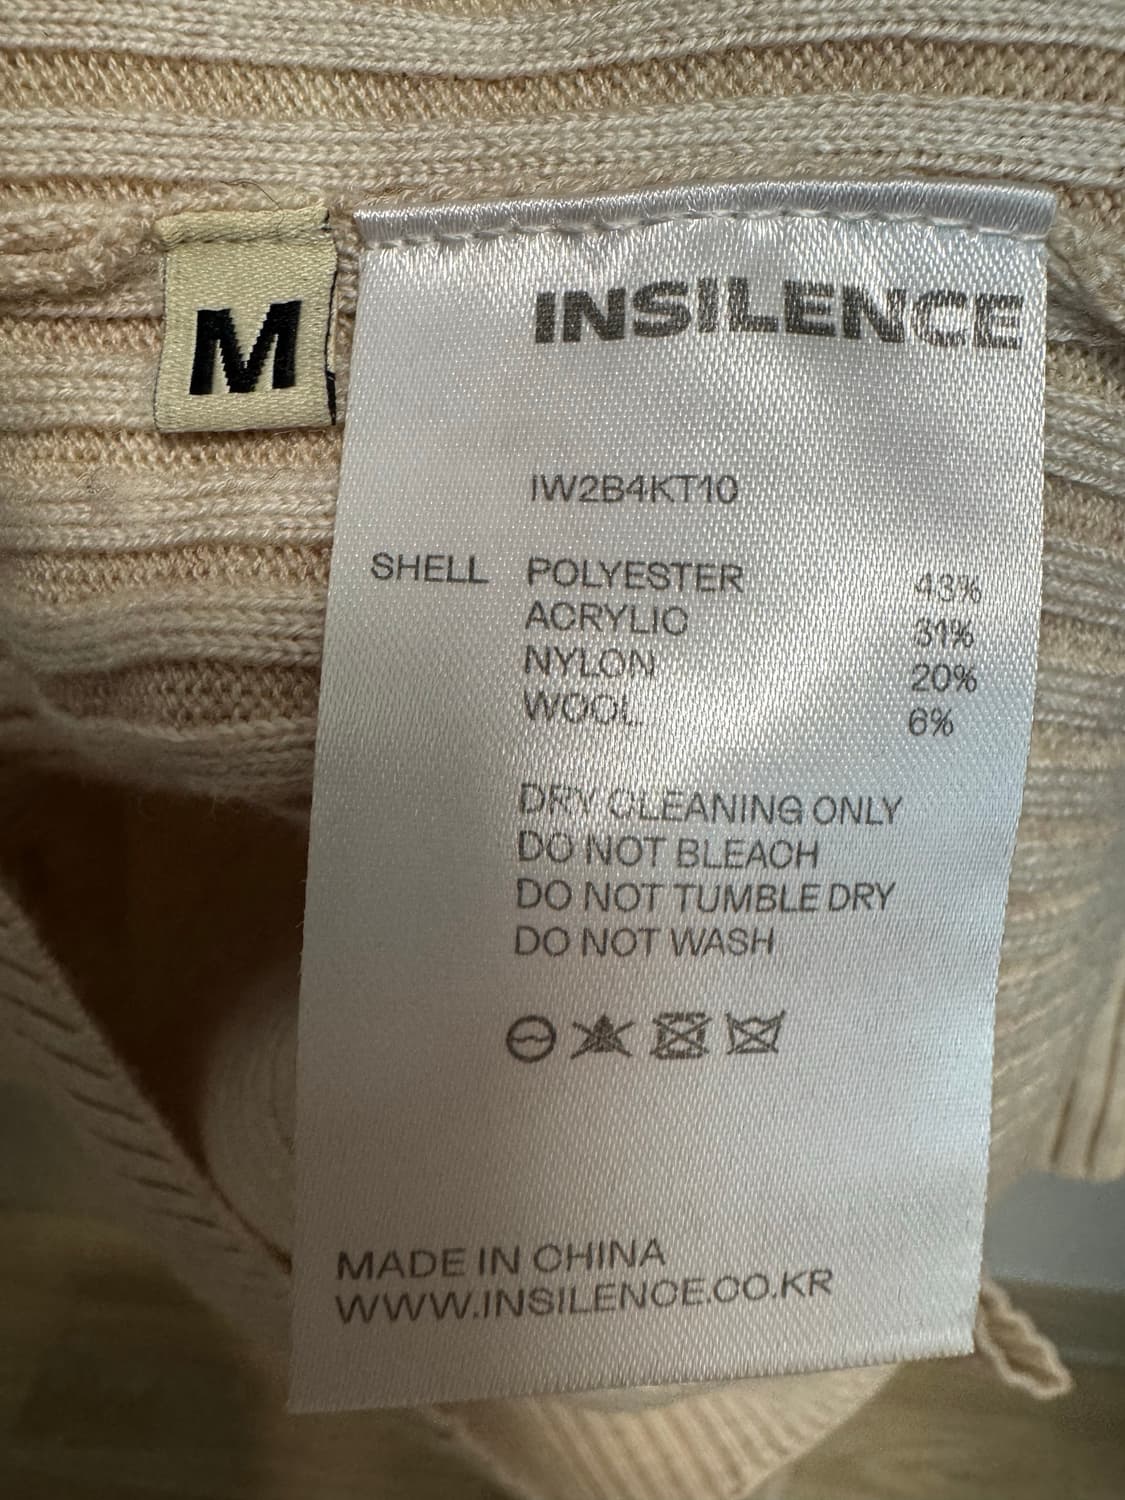 M
INSILENCE
IW2B4KT10
SHELL POLYESTER 43%
ACRYLIC 31%
NYLON 20%
WOOL 6%
DRY CLEANING ONLY
DO NOT BLEACH
DO NOT TUMBLE DRY
DO NOT WASH
MADE IN CHINA
WWW.INSILENCE.CO.KR